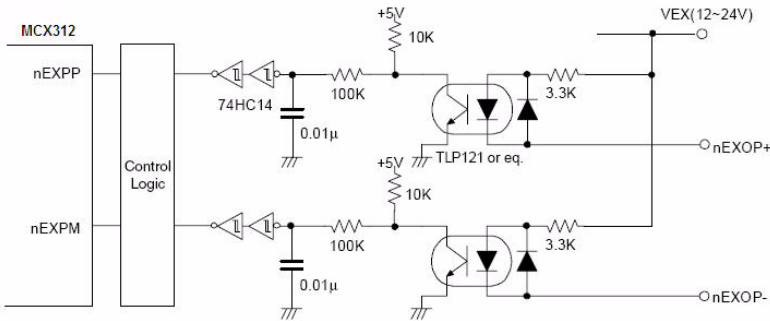 MCX312
+5V
VEX(12~24V)
10K
nEXPP
3.3K
100K
74HC14
0.01μ
nEXOP+
TLP121 or eq.
+5V
Control
Logic
10K
nEXPM
3.3K
100K
0.01μ
nEXOP-